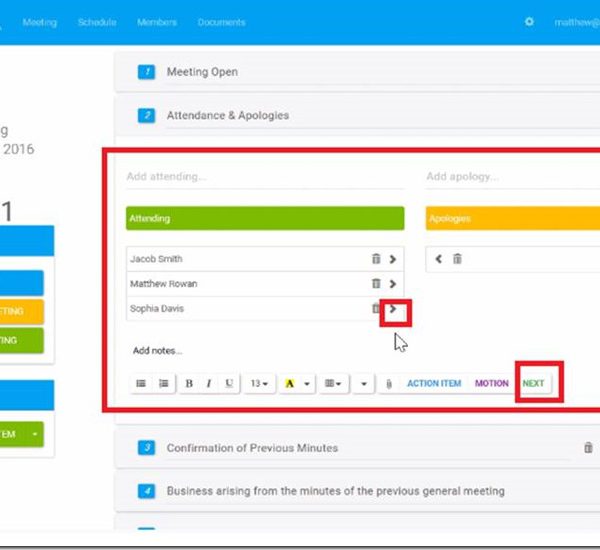 Meeting Schedule Members Documents matthew@
1 Meeting Open
2 Attendance & Apologies
g
2016
1
Add attending... Add apology...
Attending Apologies
Jacob Smith
Matthew Rowan
Sophia Davis
ETING
ING
Add notes...
B I U 13 A ACTION ITEM MOTION NEXT
TEM
3 Confirmation of Previous Minutes
4 Business arising from the minutes of the previous general meeting